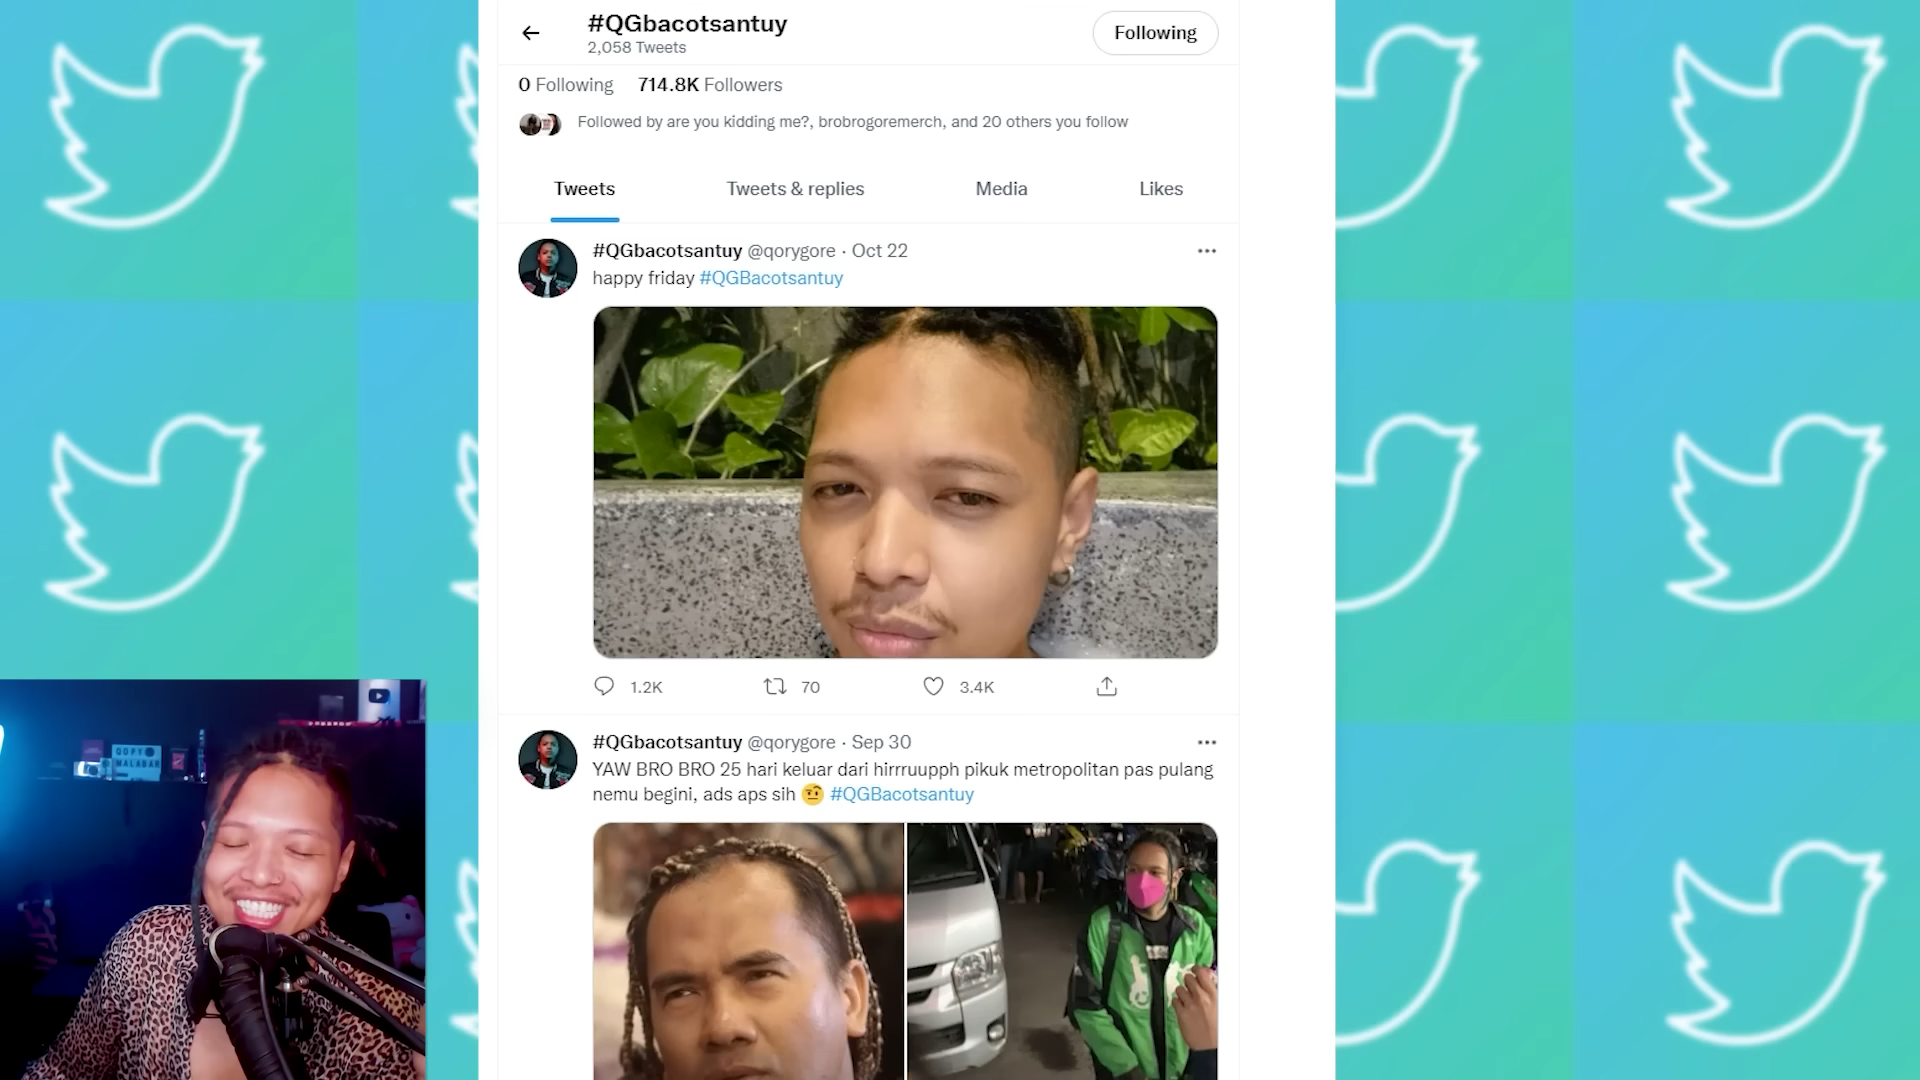 #QGbacotsantuy
2,058 Tweets
Following
0 Following 714.8K Followers
Followed by are you kidding me?, brobrogoremerch, and 20 others you follow
Tweets Tweets & replies Media Likes
#QGbacotsantuy @qorygore · Oct 22
happy friday #QGBacotsantuy
1.2K 70 3.4K
#QGbacotsantuy @qorygore · Sep 30
YAW BRO BRO 25 hari keluar dari hirrruupph pikuk metropolitan pas pulang
nemu begini, ads aps sih 🤨 #QGBacotsantuy
QOPY
MALABAR